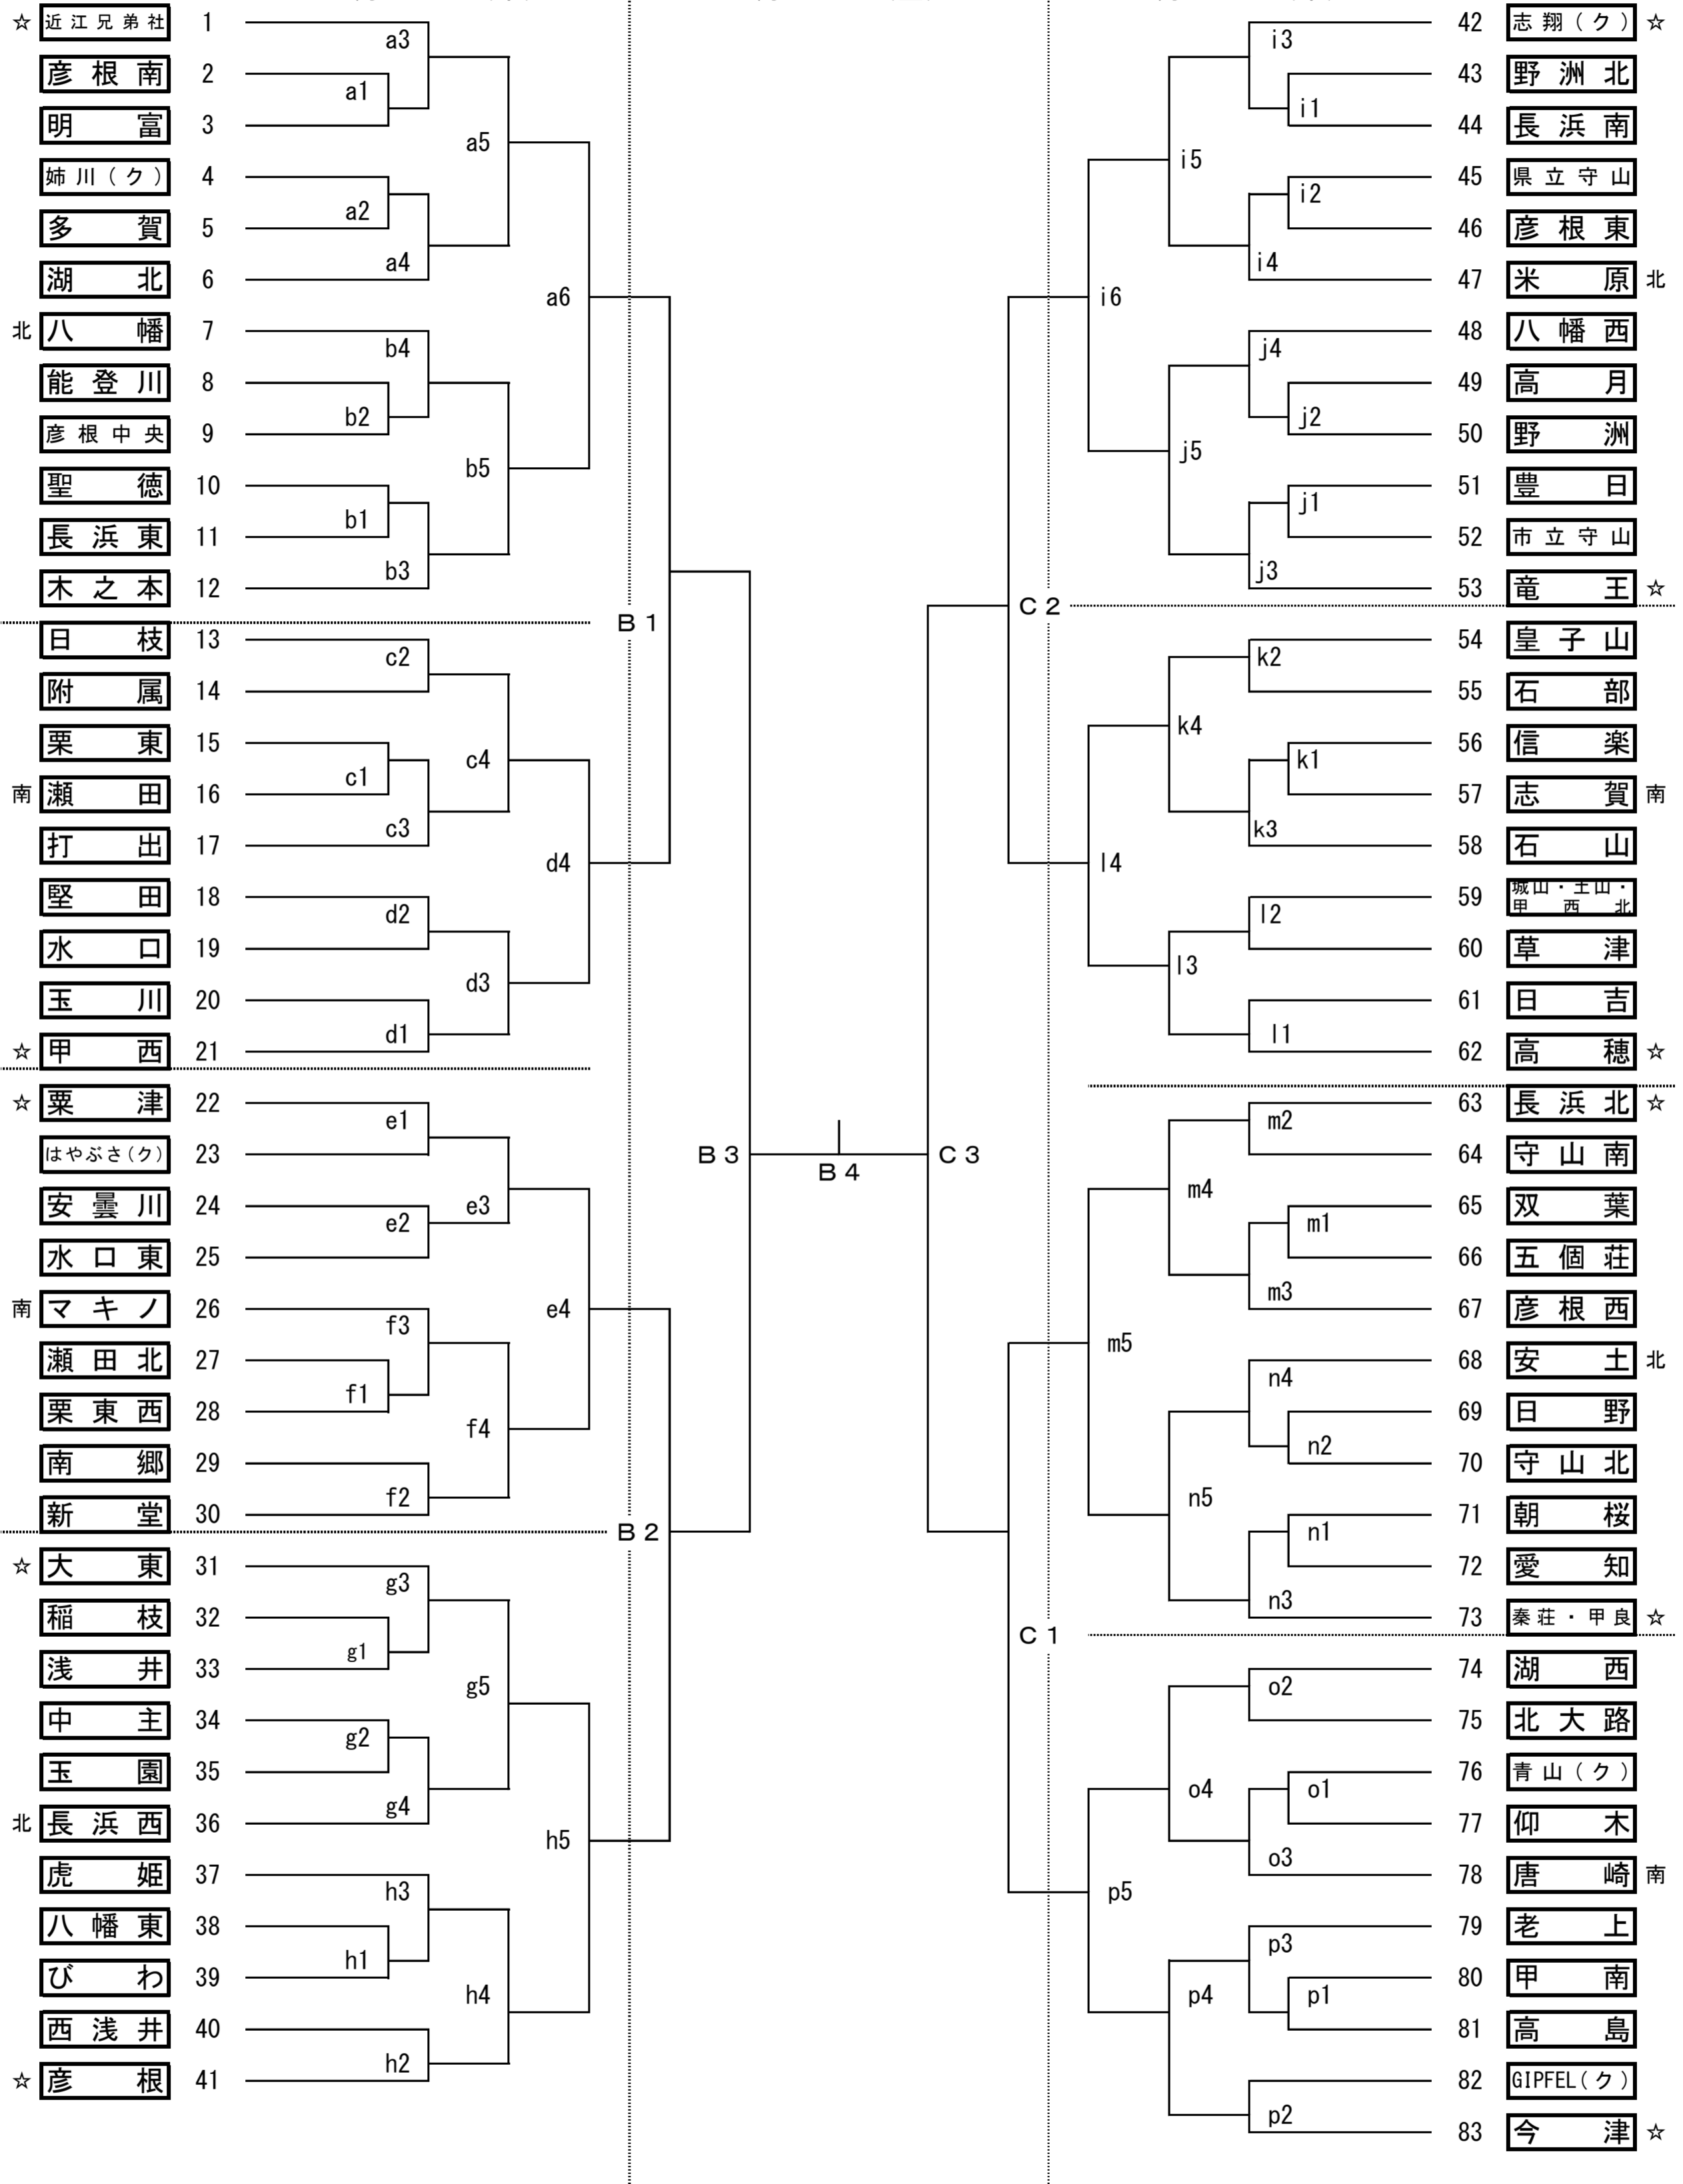 ☆ 近江兄弟社 1
彦根南 2
明富 3
姉川(ク) 4
多賀 5
湖北 6
北 八幡 7
能登川 8
彦根中央 9
聖徳 10
長浜東 11
木之本 12
日枝 13
附属 14
栗東 15
南 瀬田 16
打出 17
堅田 18
水口 19
玉川 20
☆ 甲西 21
☆ 粟津 22
はやぶさ(ク) 23
安曇川 24
水口東 25
南 マキノ 26
瀬田北 27
栗東西 28
南郷 29
新堂 30
☆ 大東 31
稲枝 32
浅井 33
中主 34
玉園 35
北 長浜西 36
虎姫 37
八幡東 38
びわ 39
西浅井 40
☆ 彦根 41
a3
a1
a5
a2
a4
a6
b4
b2
b5
b1
b3
B1
c2
c4
c1
c3
d4
d2
d3
d1
e1
e3
e2
e4
f3
f1
f4
f2
B2
g3
g1
g5
g2
g4
h5
h3
h1
h4
h2
B3
B4
C3
C2
C1
i3
i1
i5
i2
i4
i6
j4
j2
j5
j1
j3
k2
k4
k1
k3
l4
l2
l3
l1
m2
m4
m1
m3
m5
n4
n2
n5
n1
n3
o2
o4
o1
o3
p5
p3
p4
p1
p2
42 志翔(ク) ☆
43 野洲北
44 長浜南
45 県立守山
46 彦根東
47 米原 北
48 八幡西
49 高月
50 野洲
51 豊日
52 市立守山
53 竜王 ☆
54 皇子山
55 石部
56 信楽
57 志賀 南
58 石山
59 城山・土山・
甲西北
60 草津
61 日吉
62 高穂 ☆
63 長浜北 ☆
64 守山南
65 双葉
66 五個荘
67 彦根西
68 安土 北
69 日野
70 守山北
71 朝桜
72 愛知
73 秦荘・甲良 ☆
74 湖西
75 北大路
76 青山(ク)
77 仰木
78 唐崎 南
79 老上
80 甲南
81 高島
82 GIPFEL(ク)
83 今津 ☆